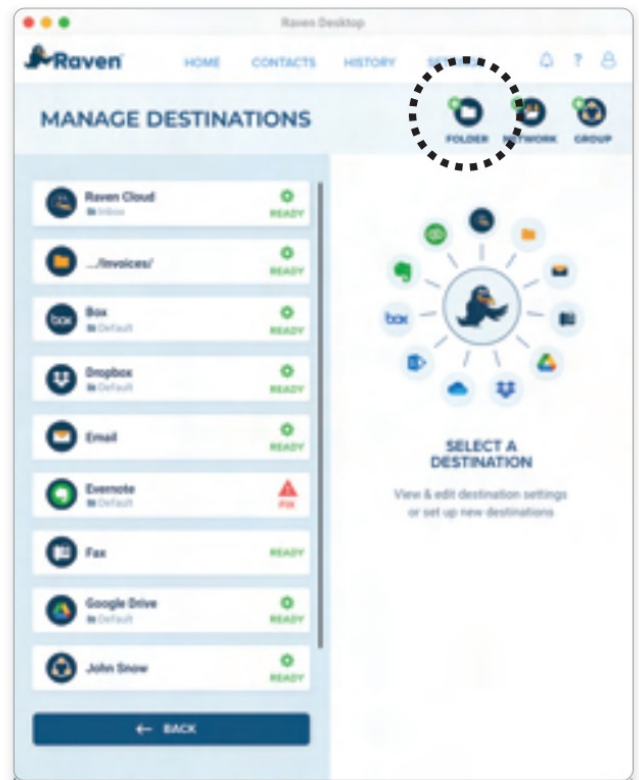 Raven Desktop
Raven
HOME CONTACTS HISTORY
? 
MANAGE DESTINATIONS
FOLDER NETWORK GROUP
Raven Cloud
Inbox
READY
.../Invoices/
READY
box
Box
Default
READY
Dropbox
Default
READY
Email
READY
Evernote
Default
FIX
Fax
READY
Google Drive
Default
READY
John Snow
READY
← BACK
box
SELECT A
DESTINATION
View & edit destination settings
or set up new destinations